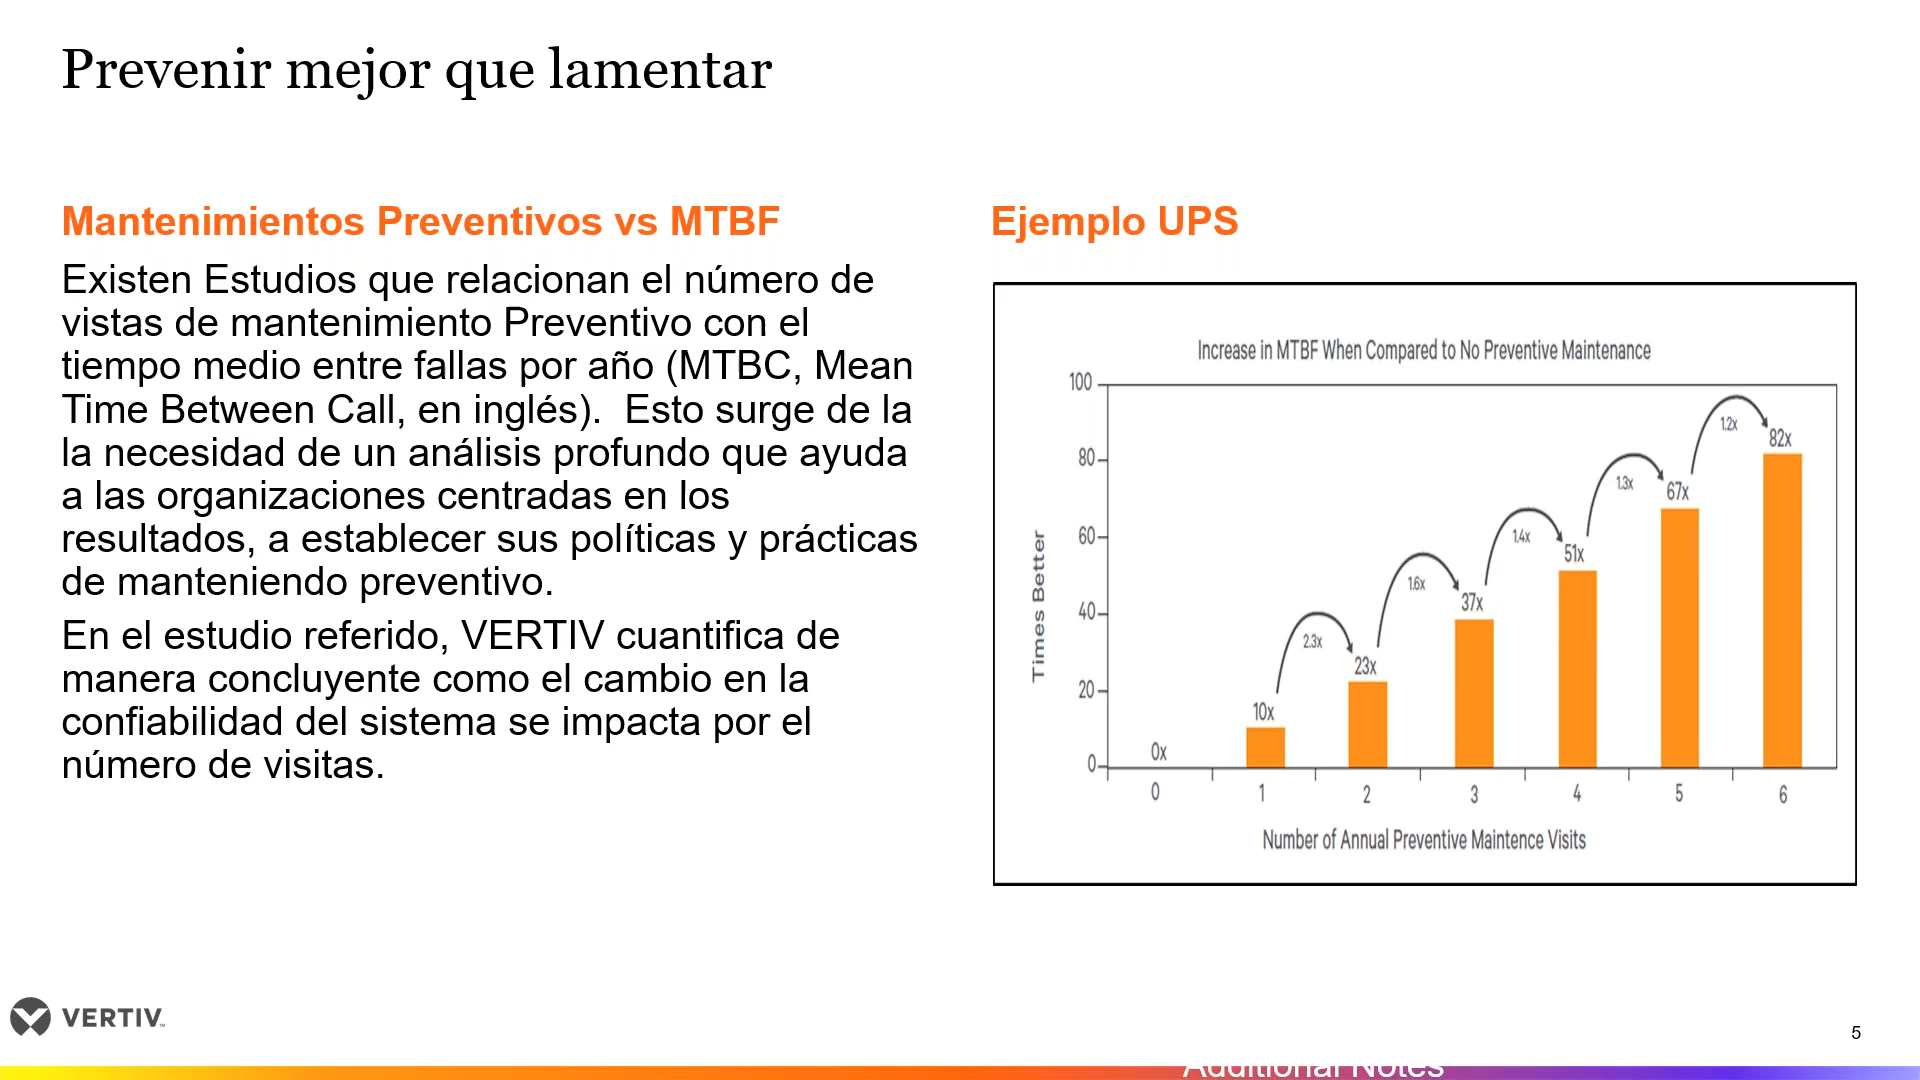 Prevenir mejor que lamentar
Mantenimientos Preventivos vs MTBF
Existen Estudios que relacionan el número de
vistas de mantenimiento Preventivo con el
tiempo medio entre fallas por año (MTBC, Mean
Time Between Call, en inglés).  Esto surge de la
la necesidad de un análisis profundo que ayuda
a las organizaciones centradas en los
resultados, a establecer sus políticas y prácticas
de manteniendo preventivo.
En el estudio referido, VERTIV cuantifica de
manera concluyente como el cambio en la
confiabilidad del sistema se impacta por el
número de visitas.
Ejemplo UPS
Increase in MTBF When Compared to No Preventive Maintenance
Times Better
100
80
60
40
20
0
0x
10x
23x
37x
51x
67x
82x
2.3x
1.6x
1.4x
1.3x
1.2x
0 1 2 3 4 5 6
Number of Annual Preventive Maintence Visits
VERTIV™
5
Additional Notes